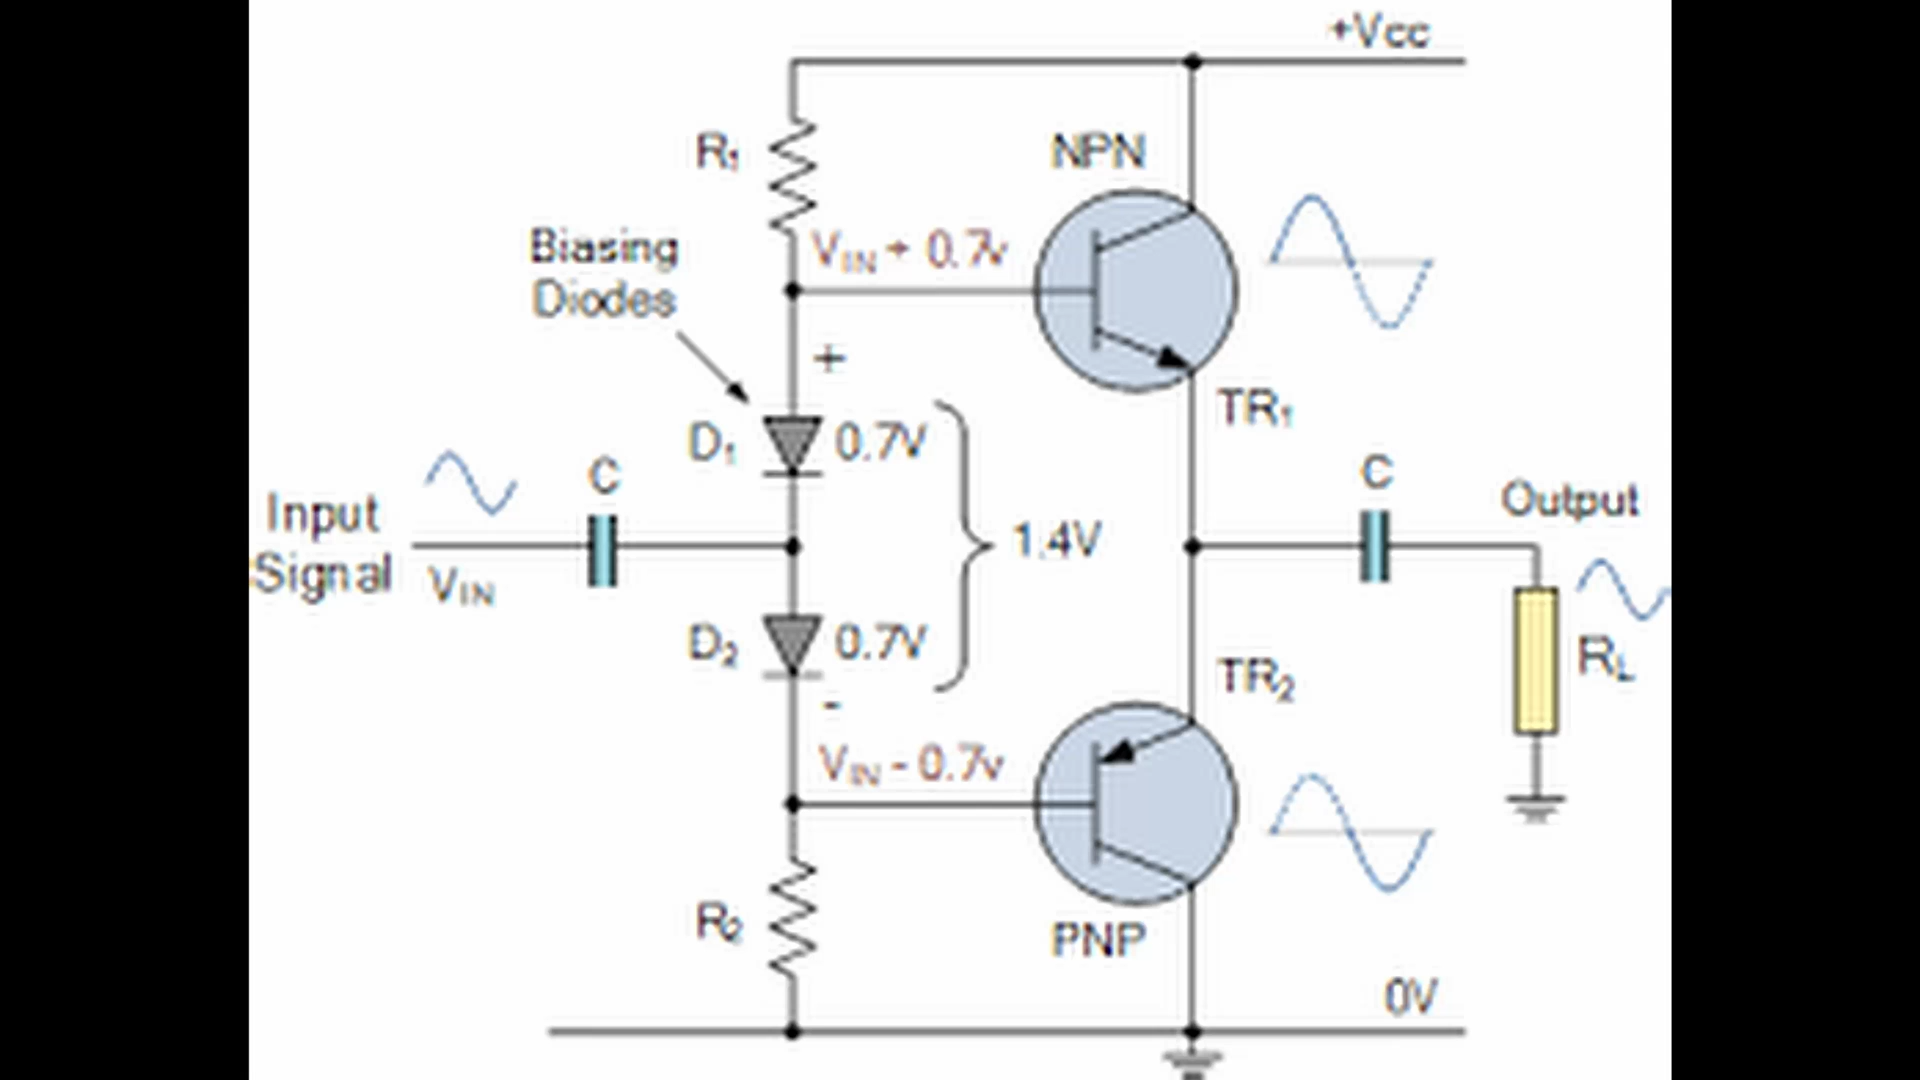 +Vcc
R1
NPN
Biasing
Diodes
VIN + 0.7v
+
TR1
D1
0.7V
C
C
Input
Signal
VIN
1.4V
Output
D2
0.7V
TR2
RL
-
VIN - 0.7v
R2
PNP
0V